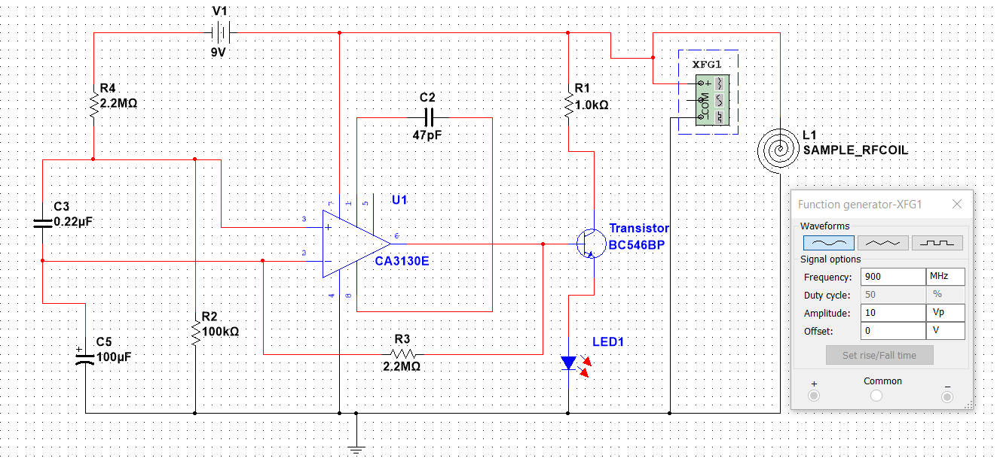 V1
9V
R4
2.2MΩ
C2
47pF
R1
1.0kΩ
XFG1
+
COM
_
L1
SAMPLE_RFCOIL
C3
0.22µF
7
1
5
U1
3
+
6
2
CA3130E
4
8
Transistor
BC546BP
R2
100kΩ
C5
+
100µF
R3
2.2MΩ
LED1
Function generator-XFG1
Waveforms
Signal options
Frequency: 900 MHz
Duty cycle: 50 %
Amplitude: 10 Vp
Offset: 0 V
Set rise/Fall time
+ Common −